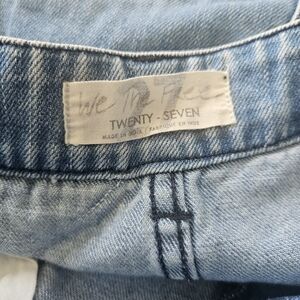 We The Free
TWENTY - SEVEN
MADE IN INDIA | FABRIQUÉ EN INDE